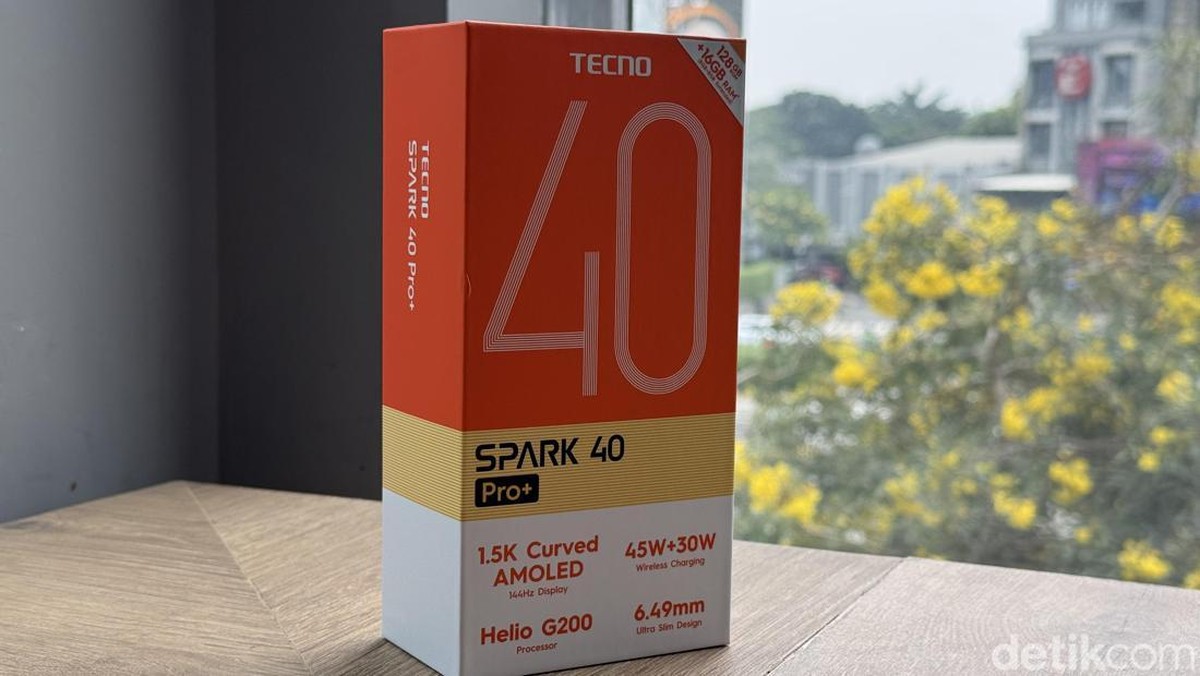 TECNO
128GB
+16GB RAM
40
TECNO
SPARK 40 Pro+
SPARK 40
Pro+
1.5K Curved
AMOLED
144Hz Display
45W+30W
Wireless Charging
Helio G200
Processor
6.49mm
Ultra Slim Design
detikcom